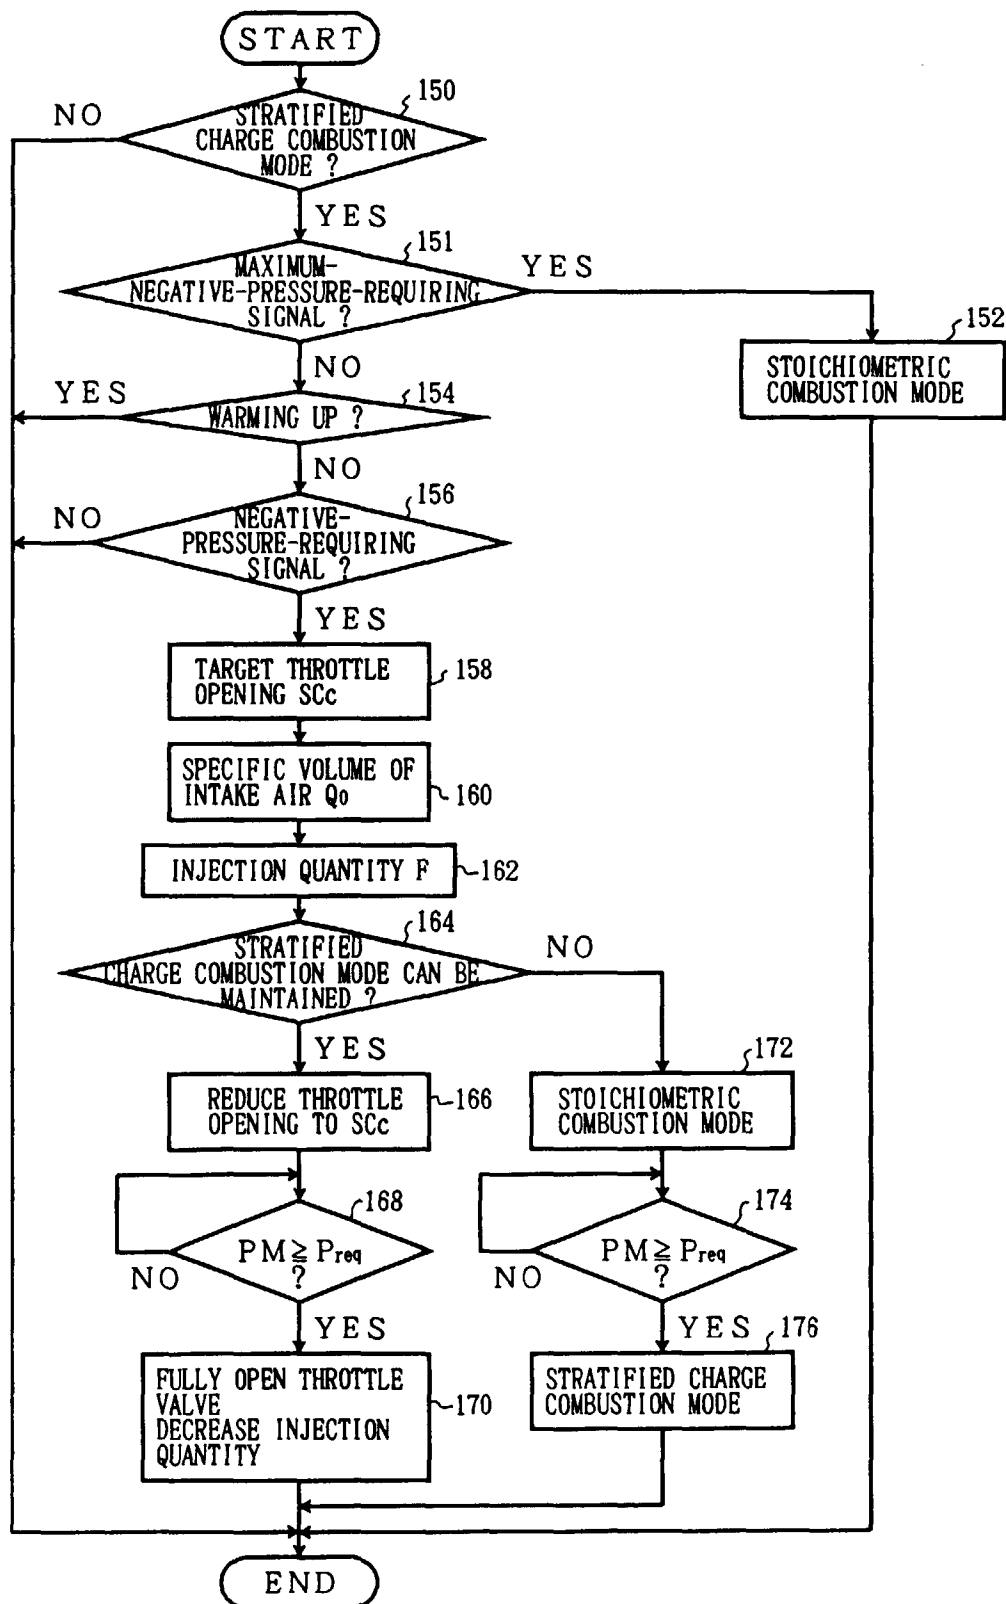 START
150
NO
STRATIFIED
CHARGE COMBUSTION
MODE ?
YES
151
MAXIMUM-
NEGATIVE-PRESSURE-REQUIRING
SIGNAL ?
YES
152
STOICHIOMETRIC
COMBUSTION MODE
NO
YES
154
WARMING UP ?
NO
156
NO
NEGATIVE-
PRESSURE-REQUIRING
SIGNAL ?
YES
TARGET THROTTLE
OPENING SCc
158
SPECIFIC VOLUME OF
INTAKE AIR Q0
160
INJECTION QUANTITY F
162
164
STRATIFIED
CHARGE COMBUSTION MODE CAN BE
MAINTAINED ?
NO
YES
172
REDUCE THROTTLE
OPENING TO SCc
166
STOICHIOMETRIC
COMBUSTION MODE
168
PM≧Preq
?
NO
174
PM≧Preq
?
NO
YES
YES
176
FULLY OPEN THROTTLE
VALVE
DECREASE INJECTION
QUANTITY
170
STRATIFIED CHARGE
COMBUSTION MODE
END